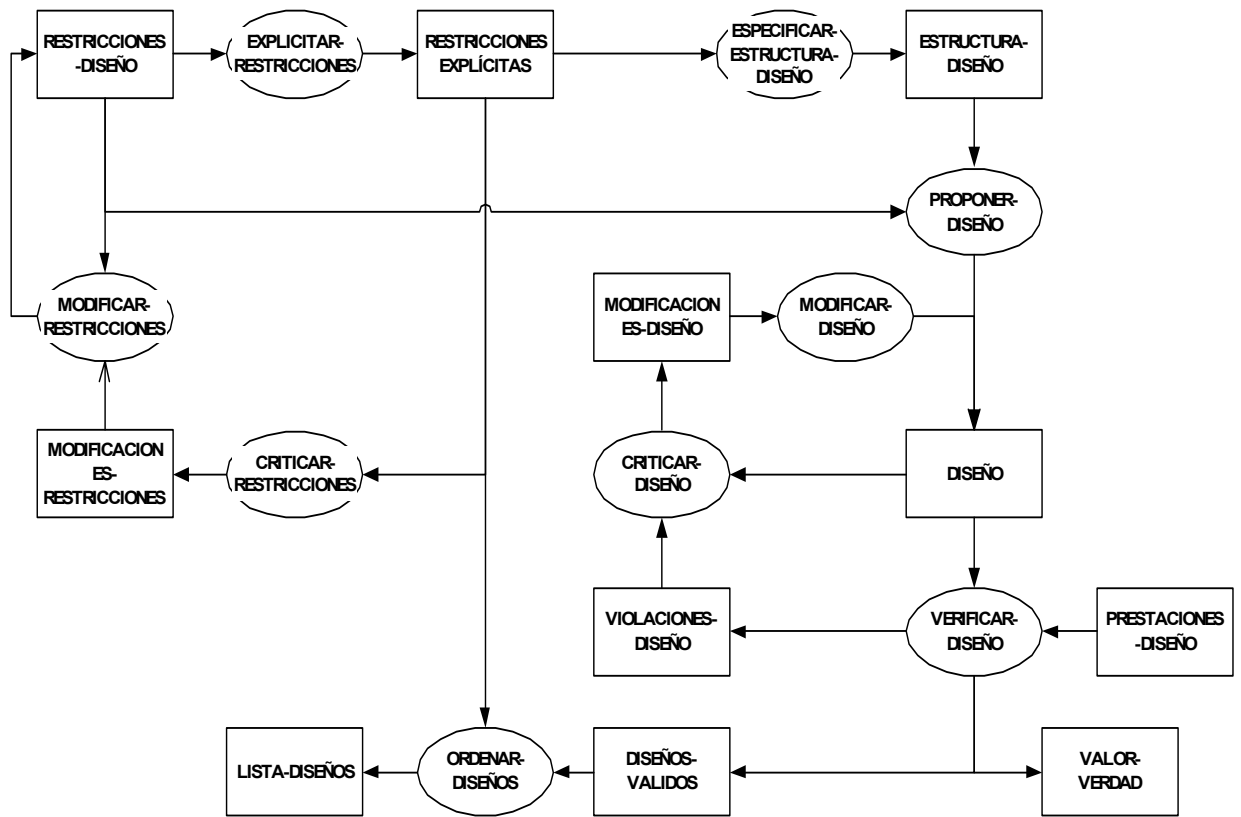 RESTRICCIONES
-DISEÑO
EXPLICITAR-
RESTRICCIONES
RESTRICCIONES
EXPLÍCITAS
ESPECIFICAR-
ESTRUCTURA-
DISEÑO
ESTRUCTURA-
DISEÑO
PROPONER-
DISEÑO
MODIFICAR-
RESTRICCIONES
MODIFICACION
ES-DISEÑO
MODIFICAR-
DISEÑO
MODIFICACION
ES-
RESTRICCIONES
CRITICAR-
RESTRICCIONES
CRITICAR-
DISEÑO
DISEÑO
VIOLACIONES-
DISEÑO
VERIFICAR-
DISEÑO
PRESTACIONES
-DISEÑO
LISTA-DISEÑOS
ORDENAR-
DISEÑOS
DISEÑOS-
VALIDOS
VALOR-
VERDAD